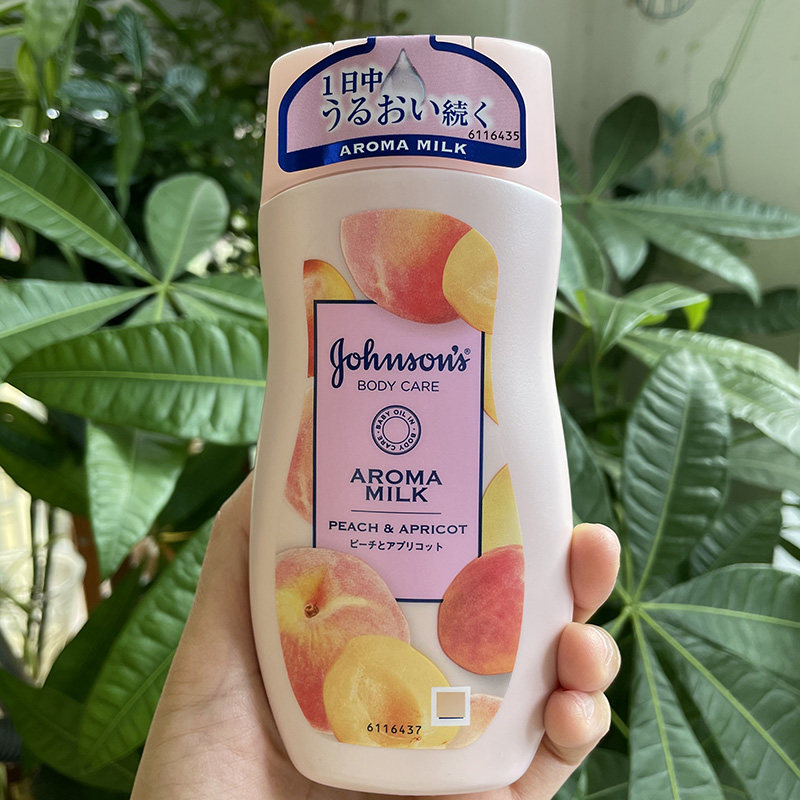 1日中
うるおい続く
6116435
AROMA MILK
Johnson's®
BODY CARE
BABY OIL IN
BODY CARE
AROMA
MILK
PEACH & APRICOT
ピーチとアプリコット
6116437